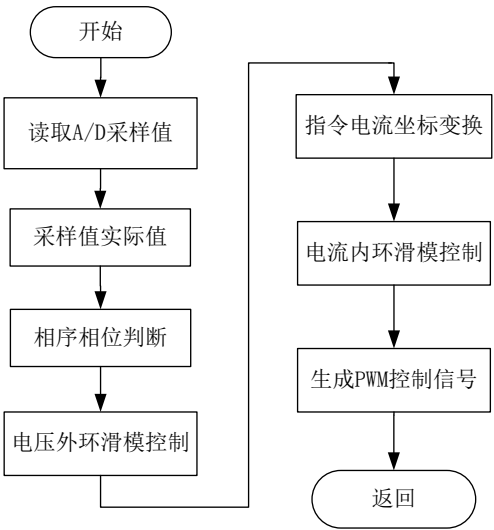 开始
读取A/D采样值
采样值实际值
相序相位判断
电压外环滑模控制
指令电流坐标变换
电流内环滑模控制
生成PWM控制信号
返回